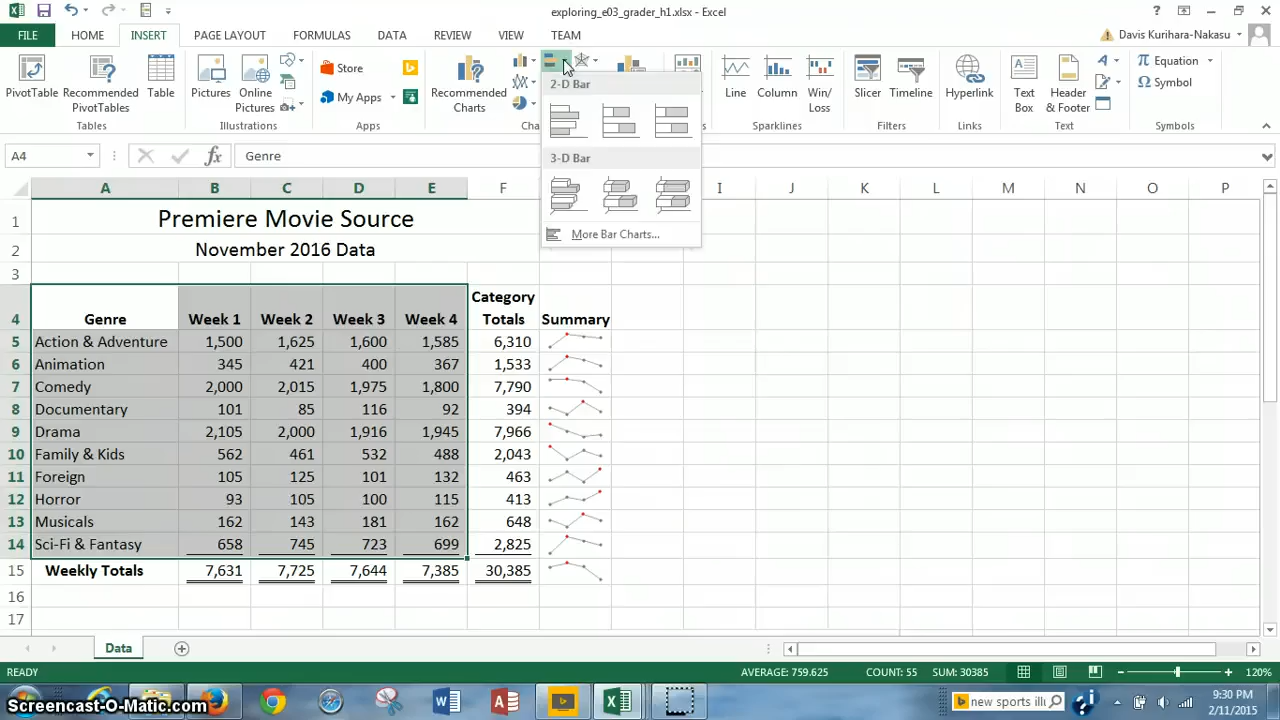 exploring_e03_grader_h1.xlsx - Excel
FILE HOME INSERT PAGE LAYOUT FORMULAS DATA REVIEW VIEW TEAM Davis Kurihara-Nakasu
PivotTable Recommended PivotTables Table
Tables
Pictures Online Pictures
Illustrations
Store
My Apps
Apps
Recommended Charts
Cha
Line Column Win/Loss
Sparklines
Slicer Timeline
Filters
Hyperlink
Links
Text Box Header & Footer
Text
Equation
Symbol
Symbols
2-D Bar
3-D Bar
More Bar Charts...
A4 fx Genre
A B C D E F I J K L M N O P
1 Premiere Movie Source
2 November 2016 Data
3
4 Genre Week 1 Week 2 Week 3 Week 4 Category Totals Summary
5 Action & Adventure 1,500 1,625 1,600 1,585 6,310
6 Animation 345 421 400 367 1,533
7 Comedy 2,000 2,015 1,975 1,800 7,790
8 Documentary 101 85 116 92 394
9 Drama 2,105 2,000 1,916 1,945 7,966
10 Family & Kids 562 461 532 488 2,043
11 Foreign 105 125 101 132 463
12 Horror 93 105 100 115 413
13 Musicals 162 143 181 162 648
14 Sci-Fi & Fantasy 658 745 723 699 2,825
15 Weekly Totals 7,631 7,725 7,644 7,385 30,385
16
17
Data
READY AVERAGE: 759.625 COUNT: 55 SUM: 30385 120%
Screencast-O-Matic.com
new sports illu
9:30 PM
2/11/2015